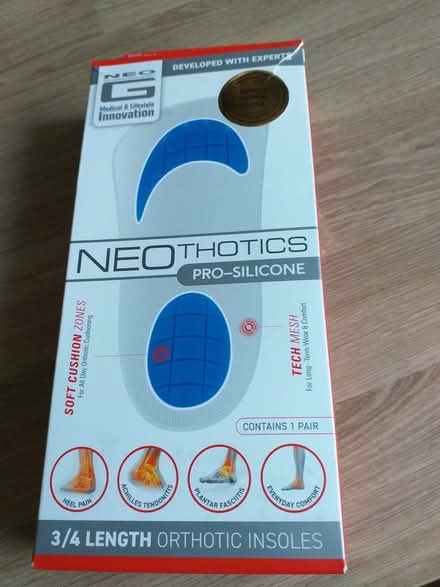 DEVELOPED WITH EXPERTS
NEO
G
Medical & Lifestyle
Innovation
NEOTHOTICS
PRO-SILICONE
SOFT CUSHION ZONES
For All Day Orthotic Cushioning
TECH MESH
For Long-Term Wear & Comfort
CONTAINS 1 PAIR
HEEL PAIN
ACHILLES TENDONITIS
PLANTAR FASCIITIS
EVERYDAY COMFORT
3/4 LENGTH ORTHOTIC INSOLES